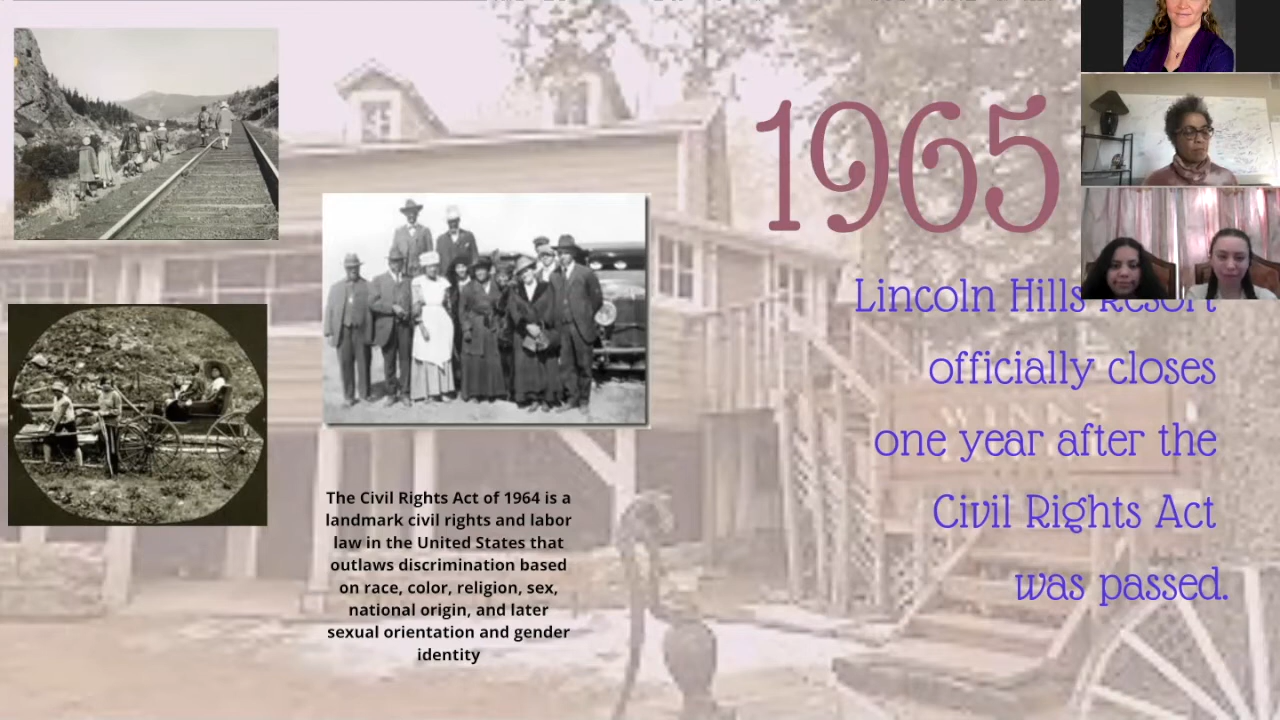 1965
Lincoln Hills Resort
officially closes
one year after the
Civil Rights Act
was passed.
The Civil Rights Act of 1964 is a
landmark civil rights and labor
law in the United States that
outlaws discrimination based
on race, color, religion, sex,
national origin, and later
sexual orientation and gender
identity
WINKS